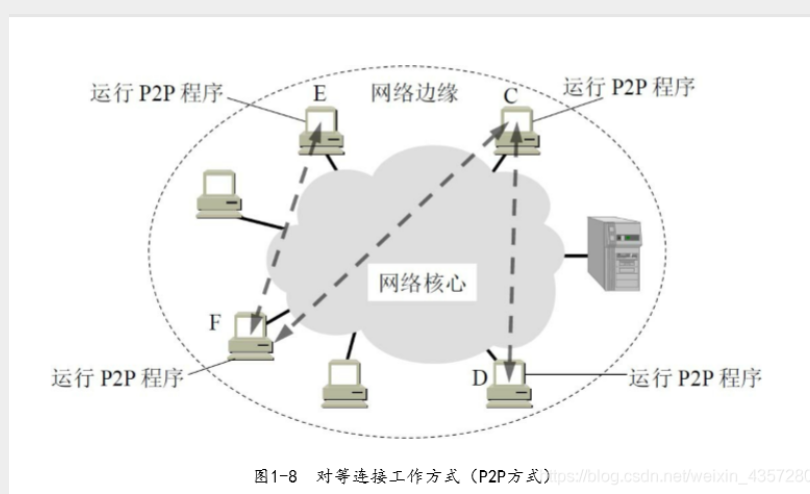 运行 P2P 程序
E
网络边缘
C
运行 P2P 程序
网络核心
F
运行 P2P 程序
D
运行 P2P 程序
图1-8 对等连接工作方式（P2P方式）
https://blog.csdn.net/weixin_4357280